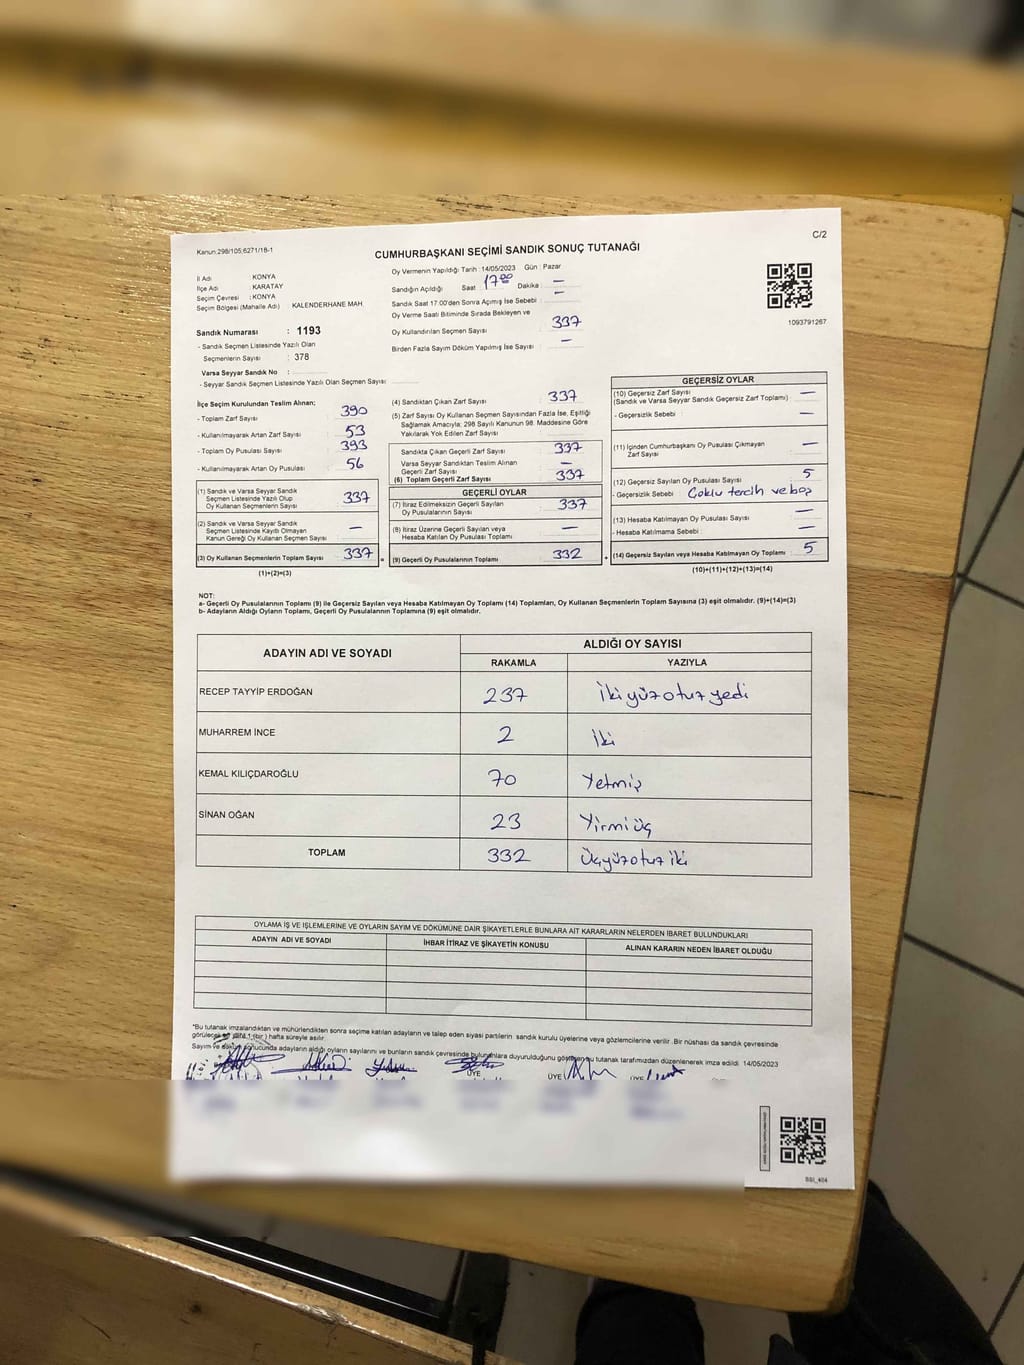 Kanun:298/105;6271/18-1
C/2
CUMHURBAŞKANI SEÇİMİ SANDIK SONUÇ TUTANAĞI
İl Adı KONYA
İlçe Adı KARATAY
Seçim Çevresi : KONYA
Seçim Bölgesi (Mahalle Adı) KALENDERHANE MAH.
Sandık Numarası : 1193
- Sandık Seçmen Listesinde Yazılı Olan
Seçmenlerin Sayısı : 378
Varsa Seyyar Sandık No :
- Seyyar Sandık Seçmen Listesinde Yazılı Olan Seçmen Sayısı
Oy Vermenin Yapıldığı Tarih : 14/05/2023 Gün : Pazar
Sandığın Açıldığı Saat 17.00 Dakika : —
Sandık Saat 17:00'den Sonra Açımış İse Sebebi : —
Oy Verme Saati Bitiminde Sırada Bekleyen ve
Oy Kullandırılan Seçmen Sayısı 337
Birden Fazla Sayım Döküm Yapılmış İse Sayısı : —
1093791267
İlçe Seçim Kurulundan Teslim Alınan;
- Toplam Zarf Sayısı 390
- Kullanılmayarak Artan Zarf Sayısı 53
- Toplam Oy Pusulası Sayısı 393
- Kullanılmayarak Artan Oy Pusulası 56
(1) Sandık ve Varsa Seyyar Sandık
Seçmen Listesinde Yazılı Olup
Oy Kullanan Seçmenlerin Sayısı 337
(2) Sandık ve Varsa Seyyar Sandık
Seçmen Listesinde Kayıtlı Olmayan
Kanun Gereği Oy Kullanan Seçmen Sayısı —
(3) Oy Kullanan Seçmenlerin Toplam Sayısı 337 =
(1)+(2)=(3)
(4) Sandıktan Çıkan Zarf Sayısı 337
(5) Zarf Sayısı Oy Kullanan Seçmen Sayısından Fazla İse, Eşitliği
Sağlamak Amacıyla; 298 Sayılı Kanunun 98. Maddesine Göre
Yakılarak Yok Edilen Zarf Sayısı
Sandıkta Çıkan Geçerli Zarf Sayısı 337
Varsa Seyyar Sandıktan Teslim Alınan
Geçerli Zarf Sayısı —
(6) Toplam Geçerli Zarf Sayısı 337
GEÇERLİ OYLAR
(7) İtiraz Edilmeksizin Geçerli Sayılan
Oy Pusulalarının Sayısı 337
(8) İtiraz Üzerine Geçerli Sayılan veya
Hesaba Katılan Oy Pusulası Toplamı —
(9) Geçerli Oy Pusulalarının Toplamı 332 +
GEÇERSİZ OYLAR
(10) Geçersiz Zarf Sayısı —
(Sandık ve Varsa Seyyar Sandık Geçersiz Zarf Toplamı) :
- Geçersizlik Sebebi : —
(11) İçinden Cumhurbaşkanı Oy Pusulası Çıkmayan
Zarf Sayısı —
(12) Geçersiz Sayılan Oy Pusulası Sayısı 5
- Geçersizlik Sebebi Çoklu tercih ve boş
(13) Hesaba Katılmayan Oy Pusulası Sayısı —
- Hesaba Katılmama Sebebi : —
(14) Geçersiz Sayılan veya Hesaba Katılmayan Oy Toplamı 5
(10)+(11)+(12)+(13)=(14)
NOT:
a- Geçerli Oy Pusulalarının Toplamı (9) ile Geçersiz Sayılan veya Hesaba Katılmayan Oy Toplamı (14) Toplamları, Oy Kullanan Seçmenlerin Toplam Sayısına (3) eşit olmalıdır. (9)+(14)=(3)
b- Adayların Aldığı Oyların Toplamı, Geçerli Oy Pusulalarının Toplamına (9) eşit olmalıdır.
ADAYIN ADI VE SOYADI ALDIĞI OY SAYISI
RAKAMLA YAZIYLA
RECEP TAYYİP ERDOĞAN 237 İkiyüzotuzyedi
MUHARREM İNCE 2 İki
KEMAL KILIÇDAROĞLU 70 Yetmiş
SİNAN OĞAN 23 Yirmiüç
TOPLAM 332 Üçyüzotuziki
OYLAMA İŞ VE İŞLEMLERİNE VE OYLARIN SAYIM VE DÖKÜMÜNE DAİR ŞİKAYETLERLE BUNLARA AİT KARARLARIN NELERDEN İBARET BULUNDUKLARI
ADAYIN ADI VE SOYADI İHBAR İTİRAZ VE ŞİKAYETİN KONUSU ALINAN KARARIN NEDEN İBARET OLDUĞU
*Bu tutanak imzalandıktan ve mühürlendikten sonra seçime katılan adayların ve talep eden siyasi partilerin sandık kurulu üyelerine veya gözlemcilerine verilir. Bir nüshası da sandık çevresinde
görülecek yere 1 (bir) hafta süreyle asılır.
Sayım ve döküm sonucunda adayların aldığı oyların sayılarını ve bunların sandık çevresinde bulunanlara duyurulduğunu gösteren bu tutanak tarafımızdan düzenlenerek imza edildi. 14/05/2023
ÜYE ÜYE ÜYE
SSI_404